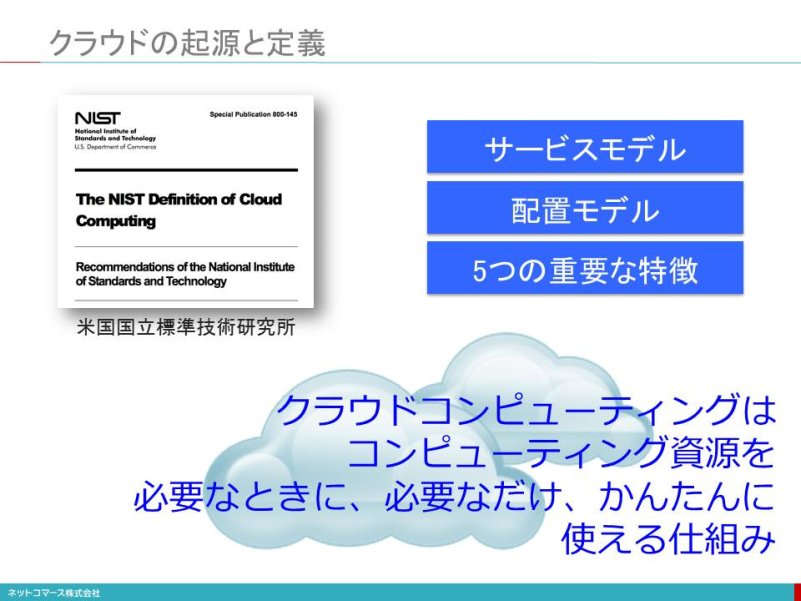 クラウドの起源と定義
NIST
Special Publication 800-145
National Institute of
Standards and Technology
U.S. Department of Commerce
The NIST Definition of Cloud
Computing
Recommendations of the National Institute
of Standards and Technology
米国国立標準技術研究所
サービスモデル
配置モデル
5つの重要な特徴
クラウドコンピューティングは
コンピューティング資源を
必要なときに、必要なだけ、かんたんに
使える仕組み
ネットコマース株式会社